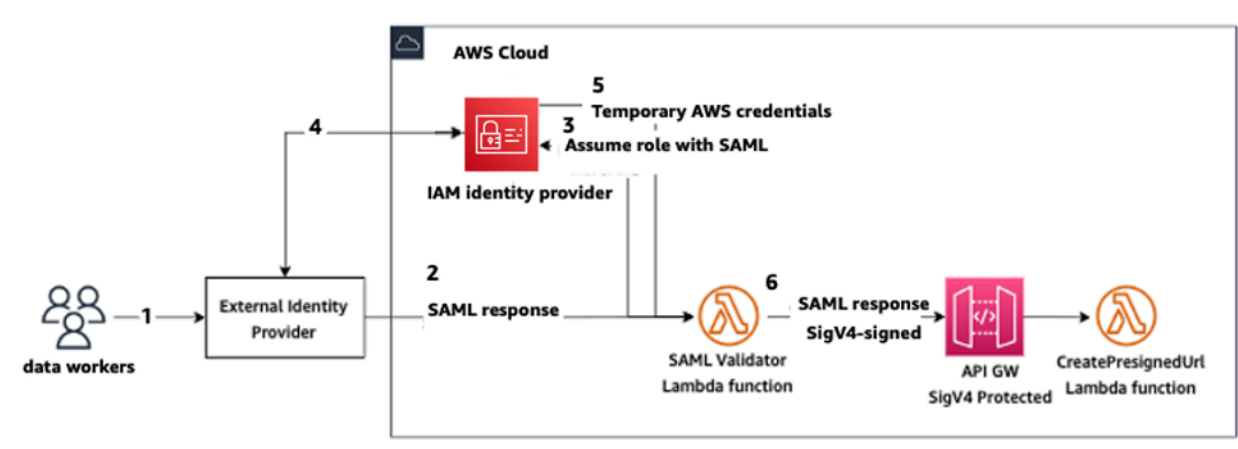 AWS Cloud
5
Temporary AWS credentials
3
Assume role with SAML
4
IAM identity provider
1
data workers
External Identity
Provider
2
SAML response
SAML Validator
Lambda function
6
SAML response
SigV4-signed
API GW
SigV4 Protected
CreatePresignedUrl
Lambda function